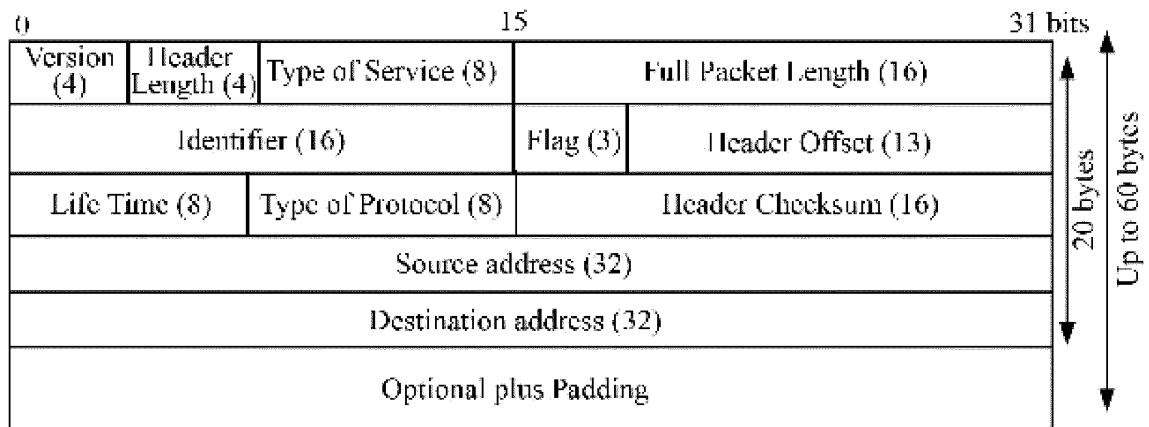 0 15 31 bits
Version (4)
Header Length (4)
Type of Service (8)
Full Packet Length (16)
Identifier (16)
Flag (3)
Header Offset (13)
Life Time (8)
Type of Protocol (8)
Header Checksum (16)
Source address (32)
Destination address (32)
Optional plus Padding
20 bytes
Up to 60 bytes